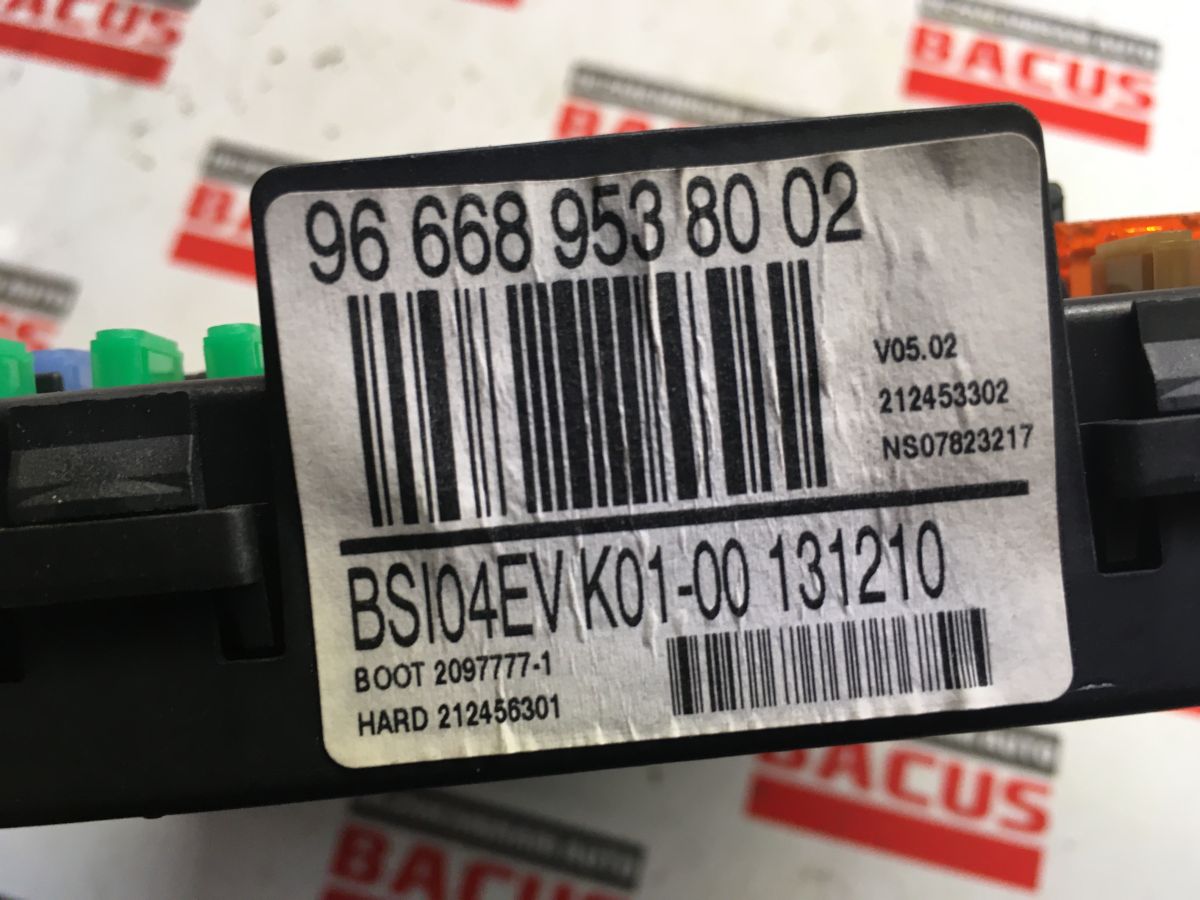 BACUS
BACUS
BACUS
96 668 953 80 02
V05.02
212453302
NS07823217
BSI04EV K01-00 131210
BOOT 2097777-1
HARD 212456301
BACUS
BACUS